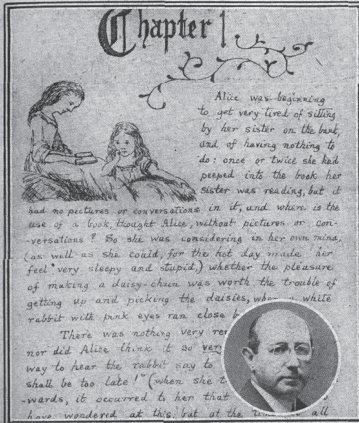 Chapter 1
Alice was beginning
to get very tired of sitting
by her sister on the bank,
and of having nothing to
do: once or twice she had
peeped into the book her
sister was reading, but it
had no pictures or conversations in it, and where is the
use of a book, thought Alice, without pictures or con-
-versations? So she was considering in her own mind,
(as well as she could, for the hot day made her
feel very sleepy and stupid,) whether the pleasure
of making a daisy-chain was worth the trouble of
getting up and picking the daisies, when a white
rabbit with pink eyes ran close b
There was nothing very re
nor did Alice think it so very
way to hear the rabbit say to
shall be too late!" (when she t
-wards, it occurred to her that
have wondered at this, but at the all